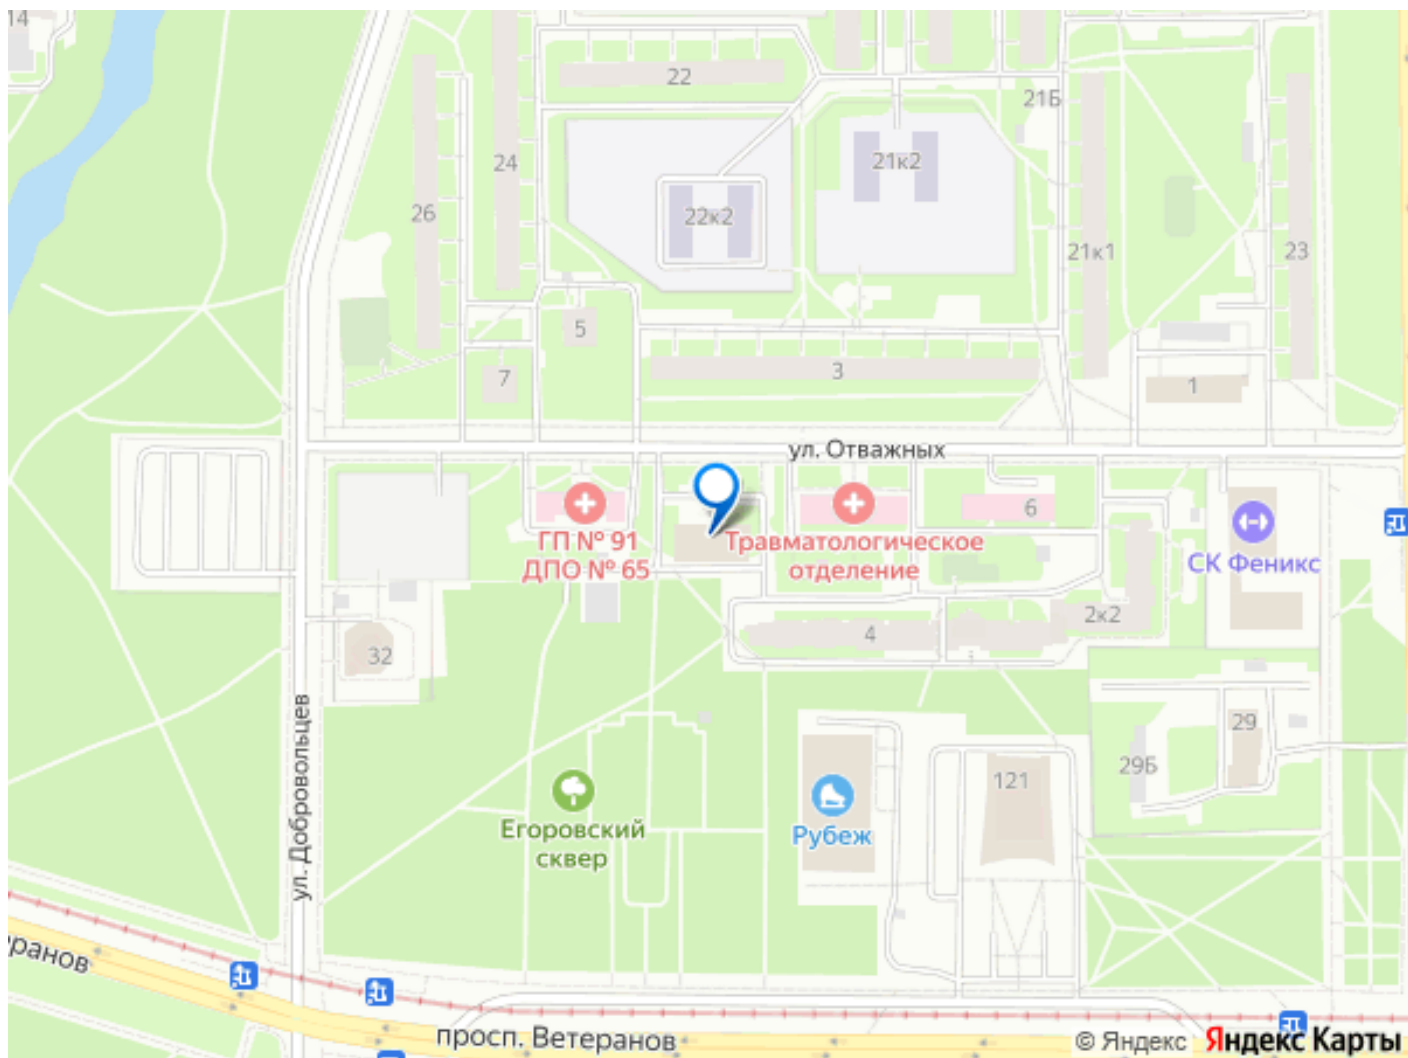 14
22
21Б
24
21к2
26
22к2
21к1
23
5
7
3
1
ул. Отважных
6
ГП № 91
ДПО № 65
Травматологическое
отделение
СК Феникс
2к2
4
32
ул. Добровольцев
29
29Б
121
Егоровский
сквер
Рубеж
еранов
просп. Ветеранов
© Яндекс Яндекс Карты